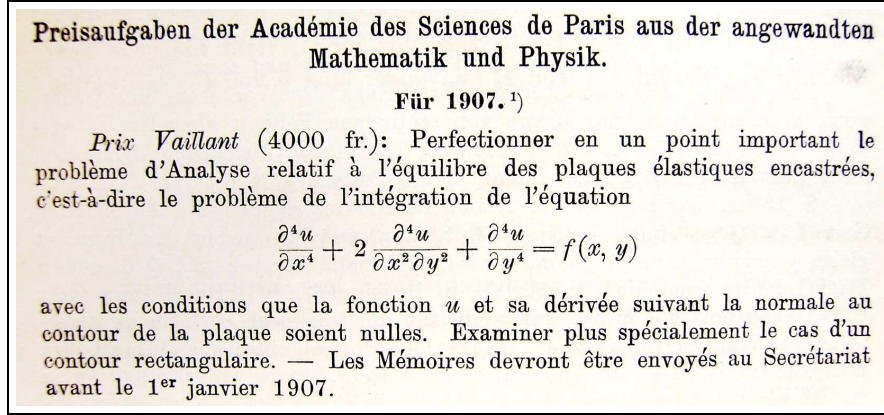 Preisaufgaben der Académie des Sciences de Paris aus der angewandten
Mathematik und Physik.
Für 1907.¹)
Prix Vaillant (4000 fr.): Perfectionner en un point important le
problème d'Analyse relatif à l'équilibre des plaques élastiques encastrées,
c'est-à-dire le problème de l'intégration de l'équation
∂⁴u/∂x⁴ + 2 ∂⁴u/∂x²∂y² + ∂⁴u/∂y⁴ = f(x, y)
avec les conditions que la fonction u et sa dérivée suivant la normale au
contour de la plaque soient nulles. Examiner plus spécialement le cas d'un
contour rectangulaire. — Les Mémoires devront être envoyés au Secrétariat
avant le 1er janvier 1907.